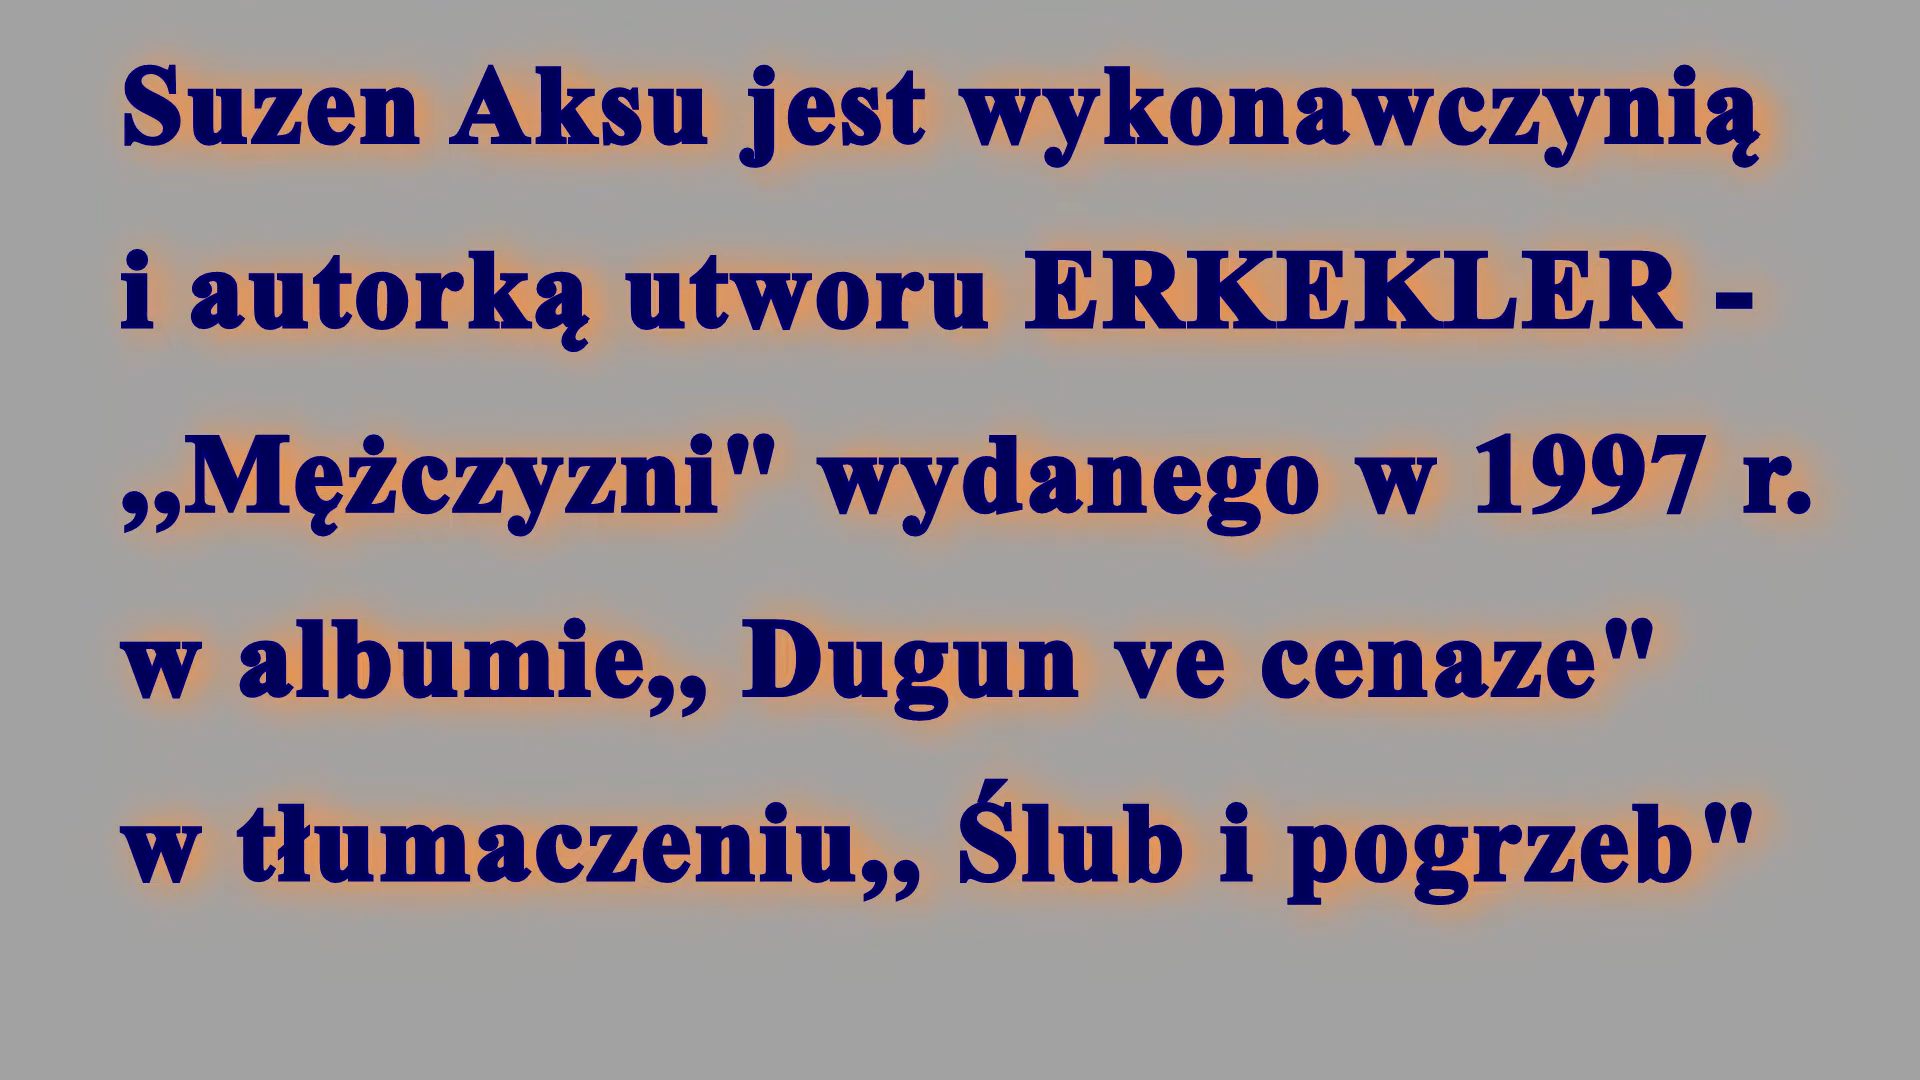 Suzen Aksu jest wykonawczynią
i autorką utworu ERKEKLER -
,,Mężczyzni" wydanego w 1997 r.
w albumie,, Dugun ve cenaze"
w tłumaczeniu,, Ślub i pogrzeb"